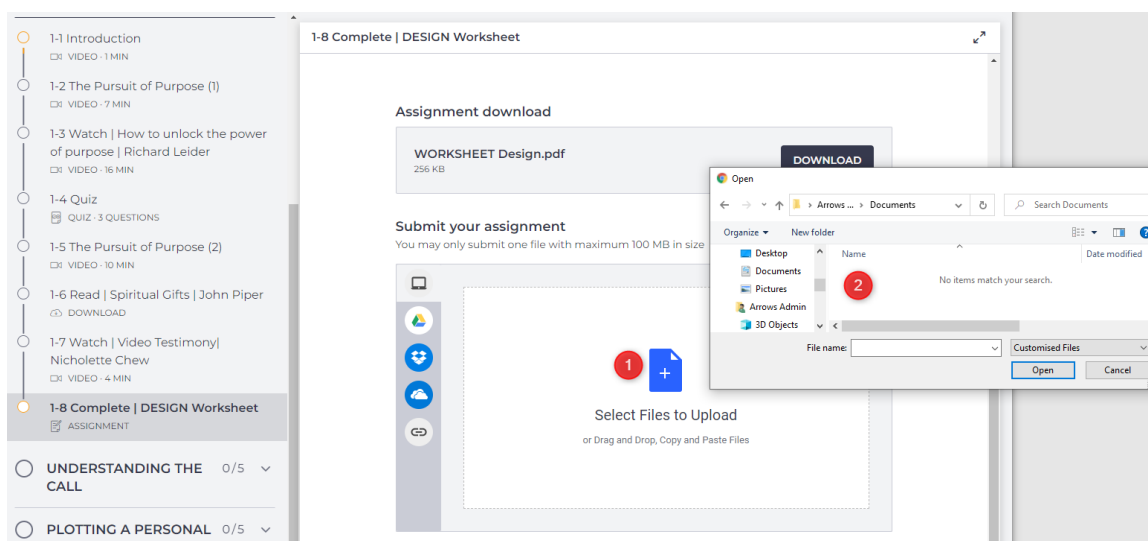 1-1 Introduction
VIDEO · 1 MIN
1-2 The Pursuit of Purpose (1)
VIDEO · 7 MIN
1-3 Watch | How to unlock the power
of purpose | Richard Leider
VIDEO · 16 MIN
1-4 Quiz
QUIZ · 3 QUESTIONS
1-5 The Pursuit of Purpose (2)
VIDEO · 10 MIN
1-6 Read | Spiritual Gifts | John Piper
DOWNLOAD
1-7 Watch | Video Testimony|
Nicholette Chew
VIDEO · 4 MIN
1-8 Complete | DESIGN Worksheet
ASSIGNMENT
UNDERSTANDING THE 0/5
CALL
PLOTTING A PERSONAL 0/5
1-8 Complete | DESIGN Worksheet
Assignment download
WORKSHEET Design.pdf
256 KB
DOWNLOAD
Submit your assignment
You may only submit one file with maximum 100 MB in size
1
Select Files to Upload
or Drag and Drop, Copy and Paste Files
Open
Arrows ... > Documents
Search Documents
Organize New folder
Name Date modified
Desktop
Documents
Pictures
Arrows Admin
3D Objects
2
No items match your search.
File name: Customised Files
Open Cancel